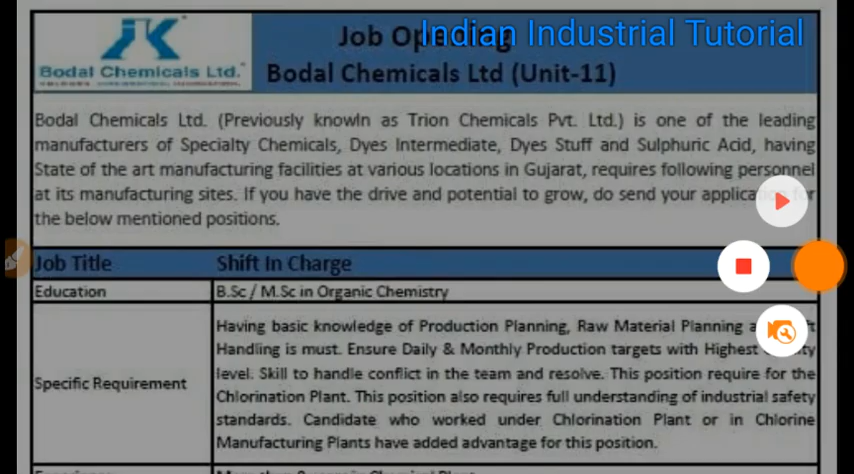 Job Opening
Indian Industrial Tutorial
Bodal Chemicals Ltd.
Bodal Chemicals Ltd (Unit-11)
Bodal Chemicals Ltd. (Previously knowln as Trion Chemicals Pvt. Ltd.) is one of the leading
manufacturers of Specialty Chemicals, Dyes Intermediate, Dyes Stuff and Sulphuric Acid, having
State of the art manufacturing facilities at various locations in Gujarat, requires following personnel
at its manufacturing sites. If you have the drive and potential to grow, do send your for
the below mentioned positions.
Job Title Shift In Charge
Education B.Sc / M.Sc in Organic Chemistry
Having basic knowledge of Production Planning, Raw Material Planning
Handling is must. Ensure Daily & Monthly Production targets with Highest
Specific Requirement level. Skill to handle conflict in the team and resolve. This position require for the
Chlorination Plant. This position also requires full understanding of industrial safety
standards. Candidate who worked under Chlorination Plant or in Chlorine
Manufacturing Plants have added advantage for this position.